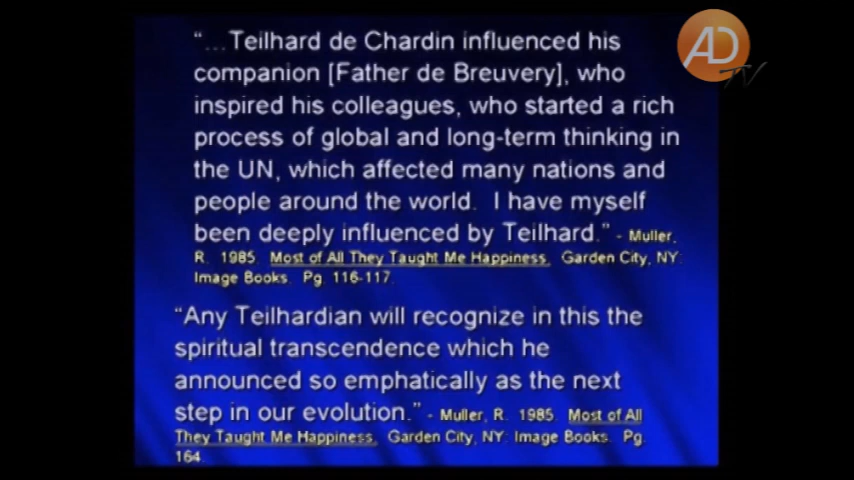 AD
TV
“...Teilhard de Chardin influenced his
companion [Father de Breuvery], who
inspired his colleagues, who started a rich
process of global and long-term thinking in
the UN, which affected many nations and
people around the world. I have myself
been deeply influenced by Teilhard.” - Muller,
R. 1985. Most of All They Taught Me Happiness. Garden City, NY:
Image Books. Pg. 116-117.
“Any Teilhardian will recognize in this the
spiritual transcendence which he
announced so emphatically as the next
step in our evolution.” - Muller, R. 1985. Most of All
They Taught Me Happiness. Garden City, NY: Image Books. Pg.
164.